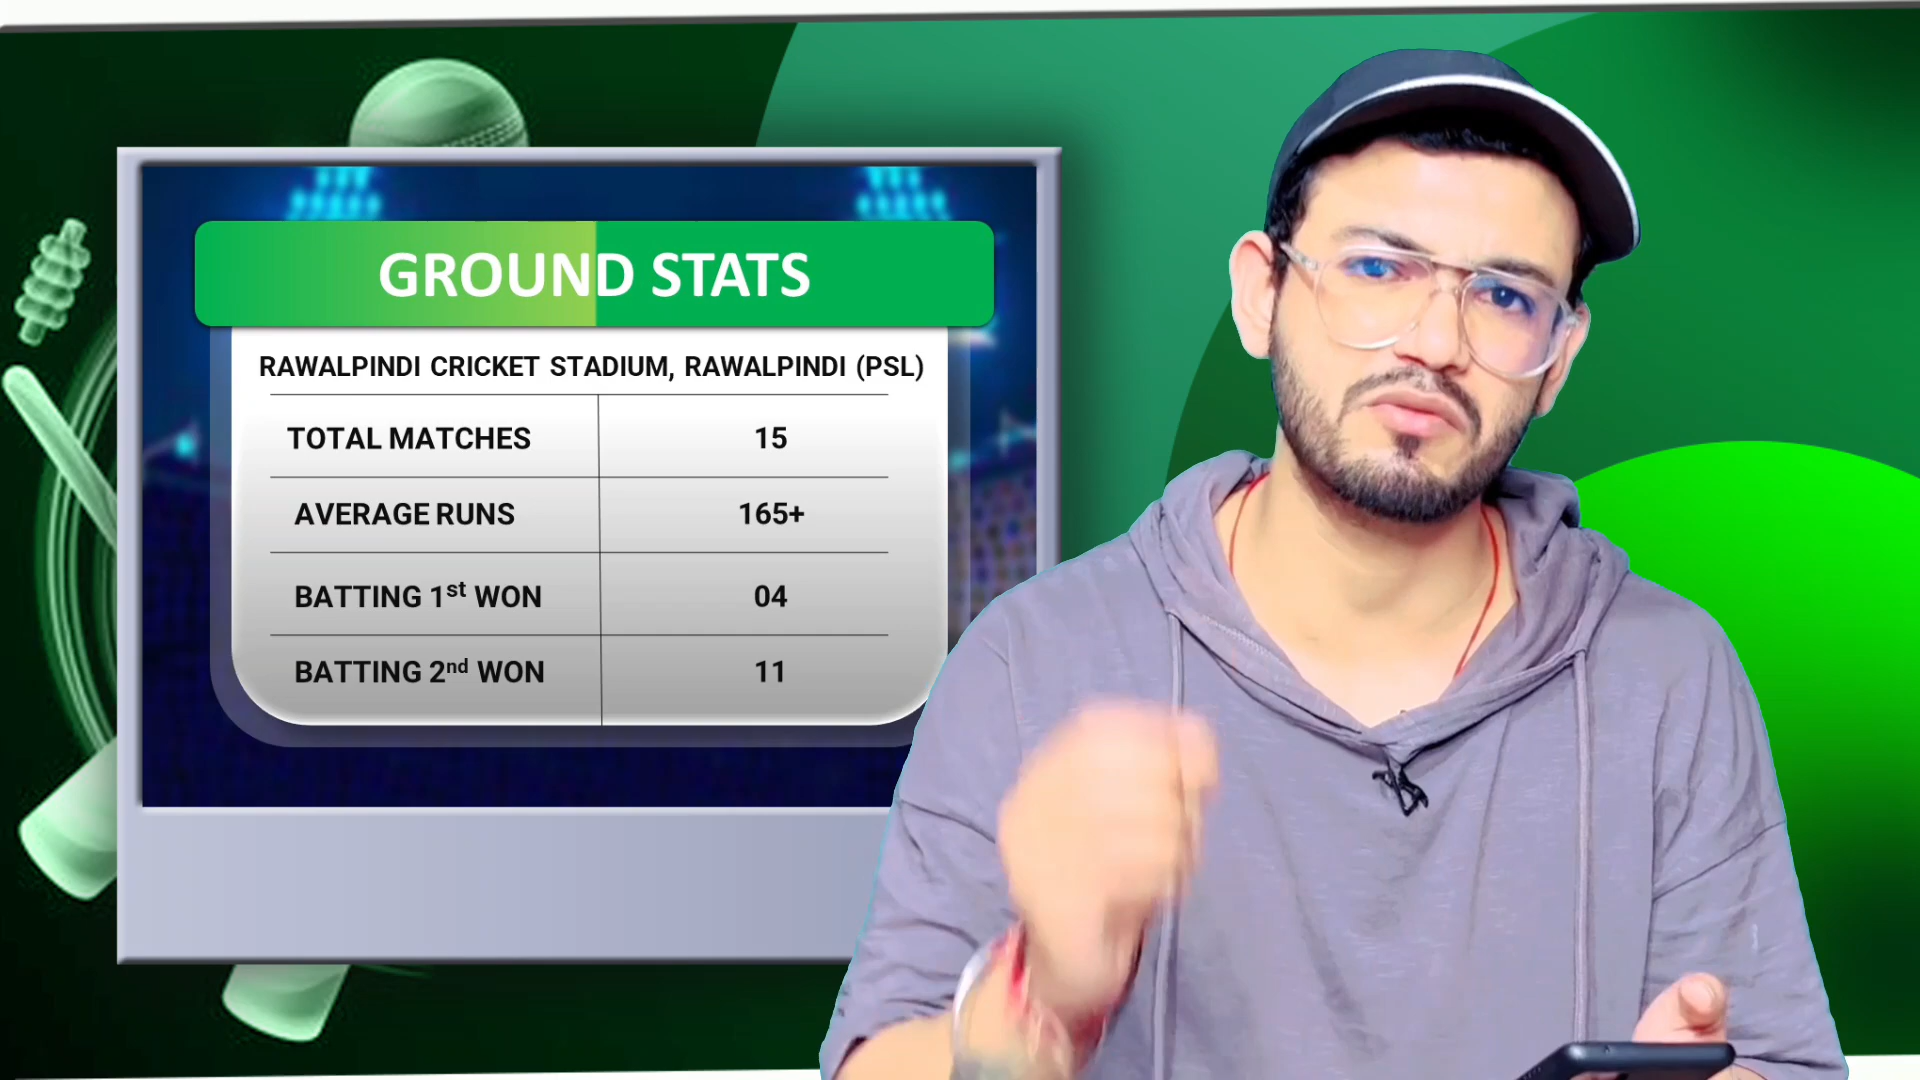 GROUND STATS
RAWALPINDI CRICKET STADIUM, RAWALPINDI (PSL)
TOTAL MATCHES 15
AVERAGE RUNS 165+
BATTING 1st WON 04
BATTING 2nd WON 11